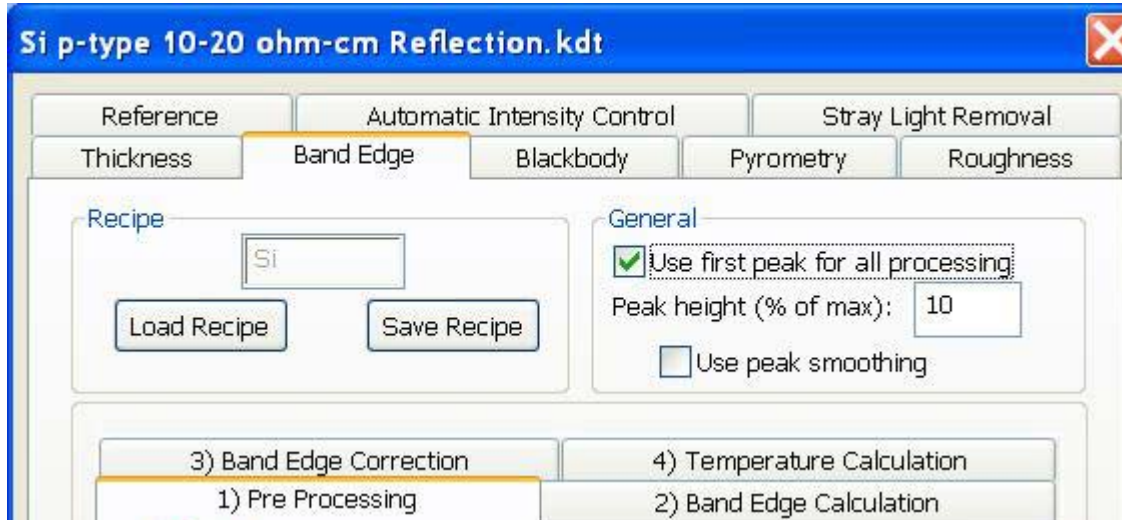 Si p-type 10-20 ohm-cm Reflection.kdt
Reference Automatic Intensity Control Stray Light Removal
Thickness Band Edge Blackbody Pyrometry Roughness
Recipe
Si
Load Recipe Save Recipe
General
Use first peak for all processing
Peak height (% of max): 10
Use peak smoothing
3) Band Edge Correction 4) Temperature Calculation
1) Pre Processing 2) Band Edge Calculation